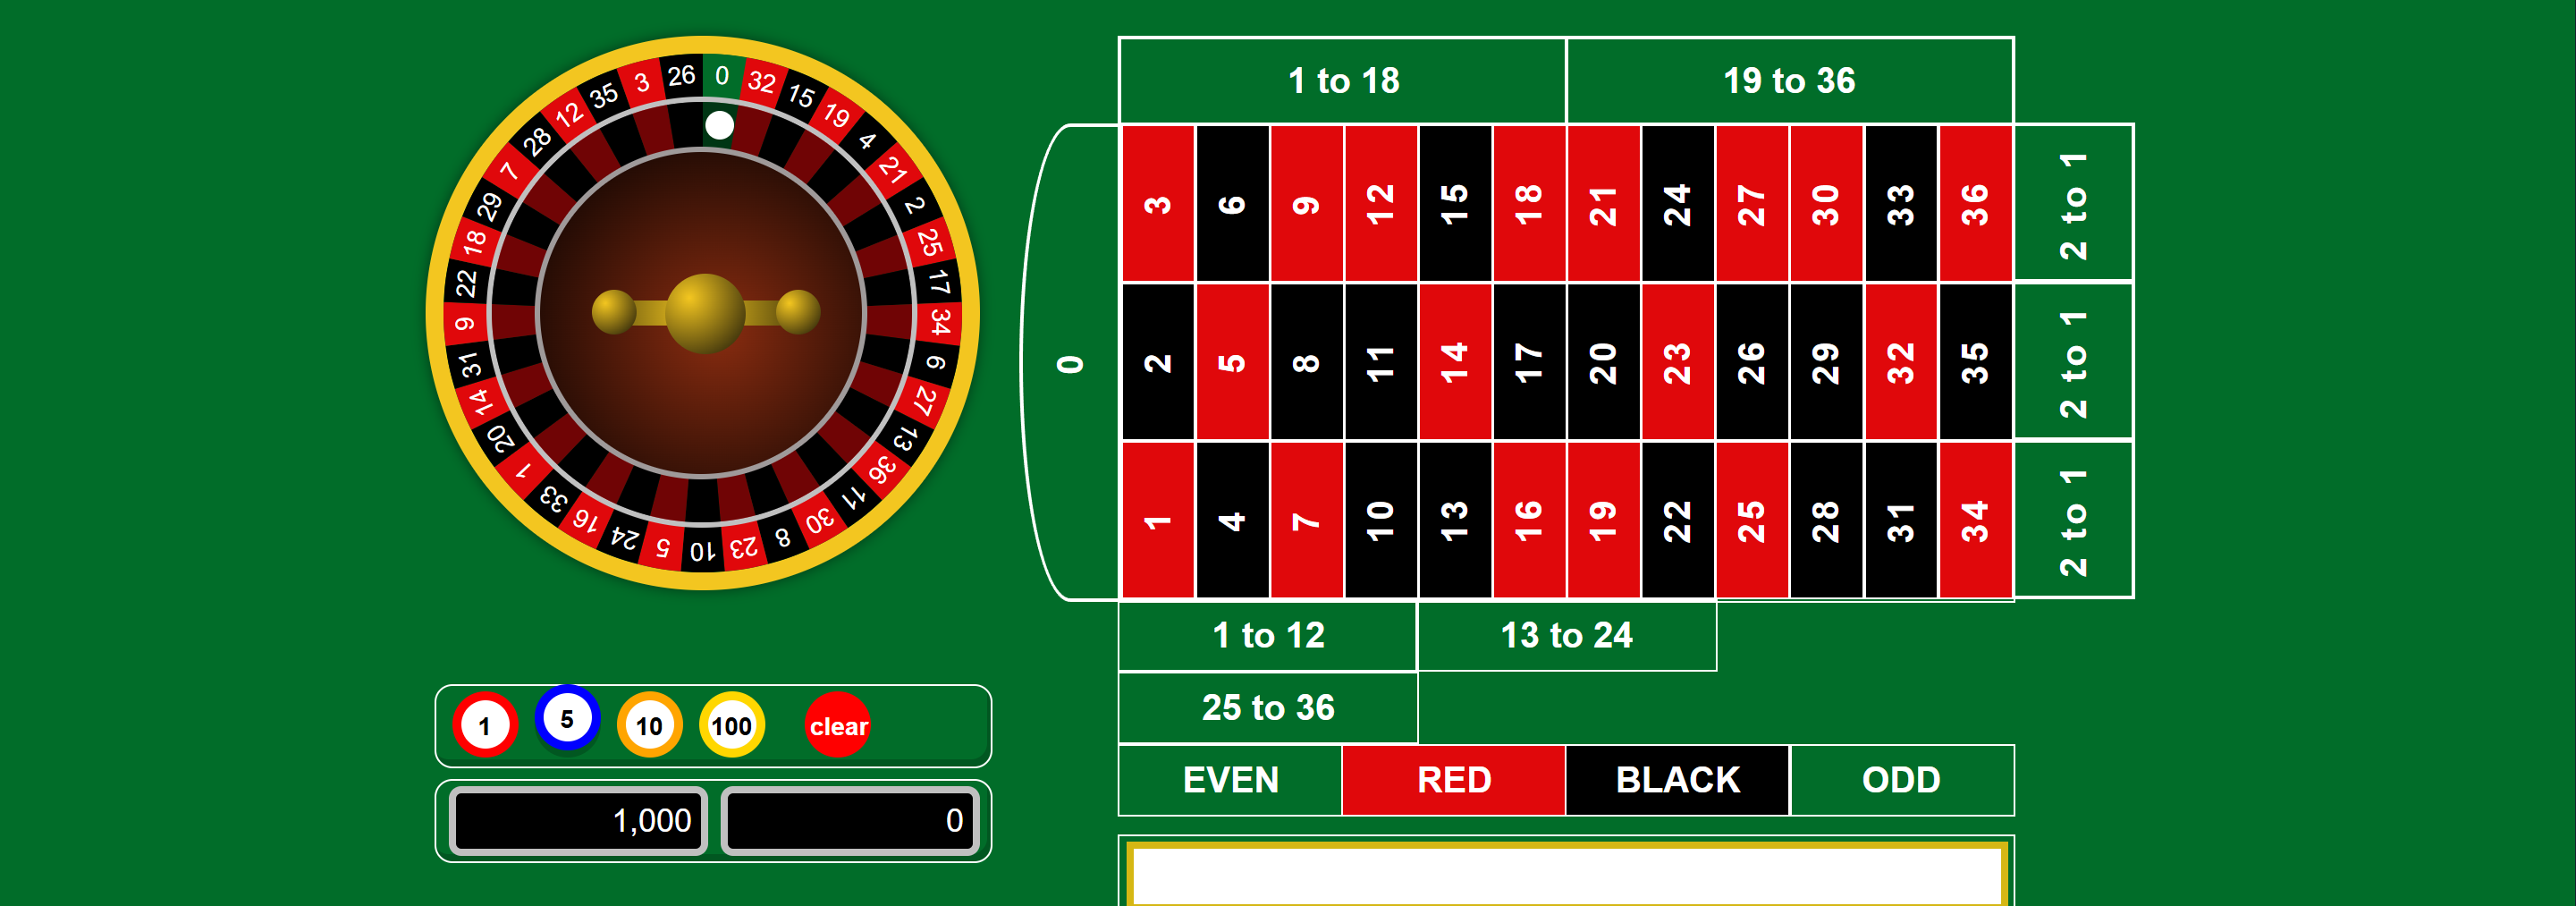 0 32 15 19 4 21 2 25 17 34 6 27 13 36 11 30 8 23 10 5 24 16 33 1 20 14 31 9 22 18 29 7 28 12 35 3 26
1 to 18 19 to 36
0
3 6 9 12 15 18 21 24 27 30 33 36 2 to 1
2 5 8 11 14 17 20 23 26 29 32 35 2 to 1
1 4 7 10 13 16 19 22 25 28 31 34 2 to 1
1 to 12 13 to 24
25 to 36
EVEN RED BLACK ODD
1 5 10 100 clear
1,000 0